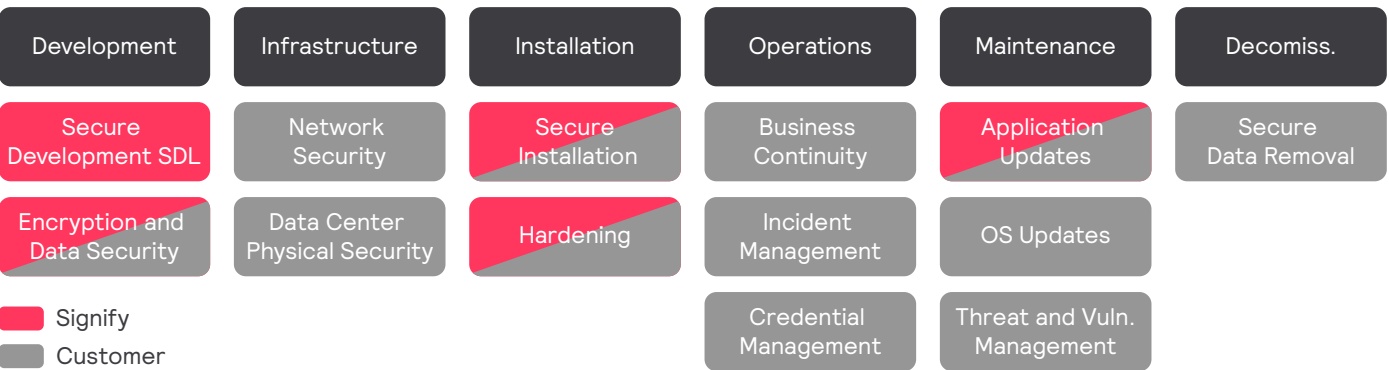 Development
Infrastructure
Installation
Operations
Maintenance
Decomiss.
Secure
Development SDL
Network
Security
Secure
Installation
Business
Continuity
Application
Updates
Secure
Data Removal
Encryption and
Data Security
Data Center
Physical Security
Hardening
Incident
Management
OS Updates
Signify
Customer
Credential
Management
Threat and Vuln.
Management